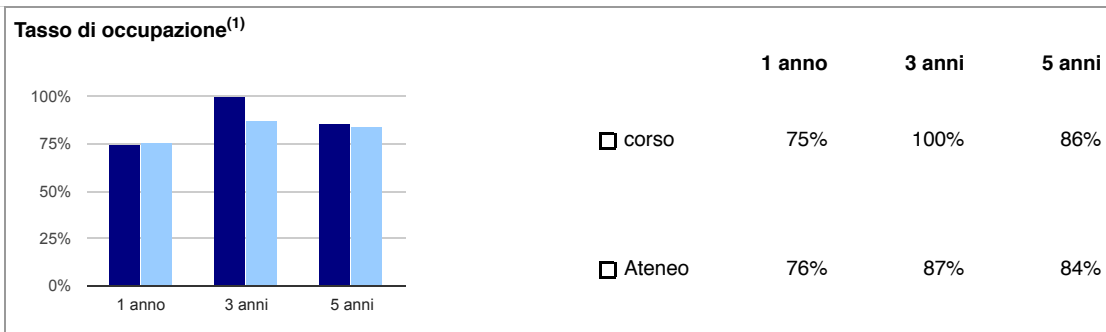 Tasso di occupazione(1)
1 anno 3 anni 5 anni
100%
75%
50%
25%
0%
1 anno 3 anni 5 anni
corso 75% 100% 86%
Ateneo 76% 87% 84%